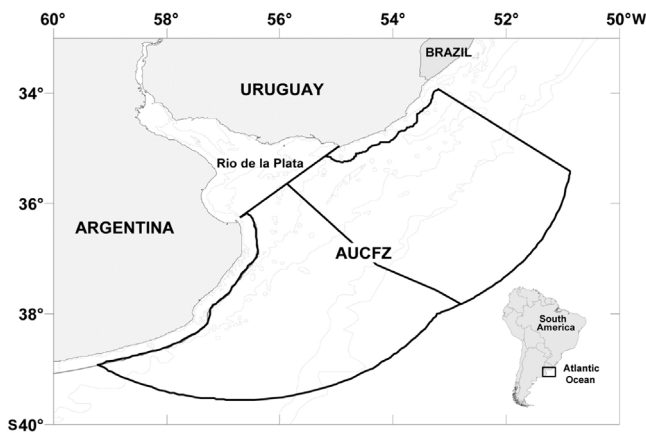 60°
58°
56°
54°
52°
50°W
BRAZIL
34°
URUGUAY
Rio de la Plata
36°
ARGENTINA
AUCFZ
38°
South
America
Atlantic
Ocean
S40°